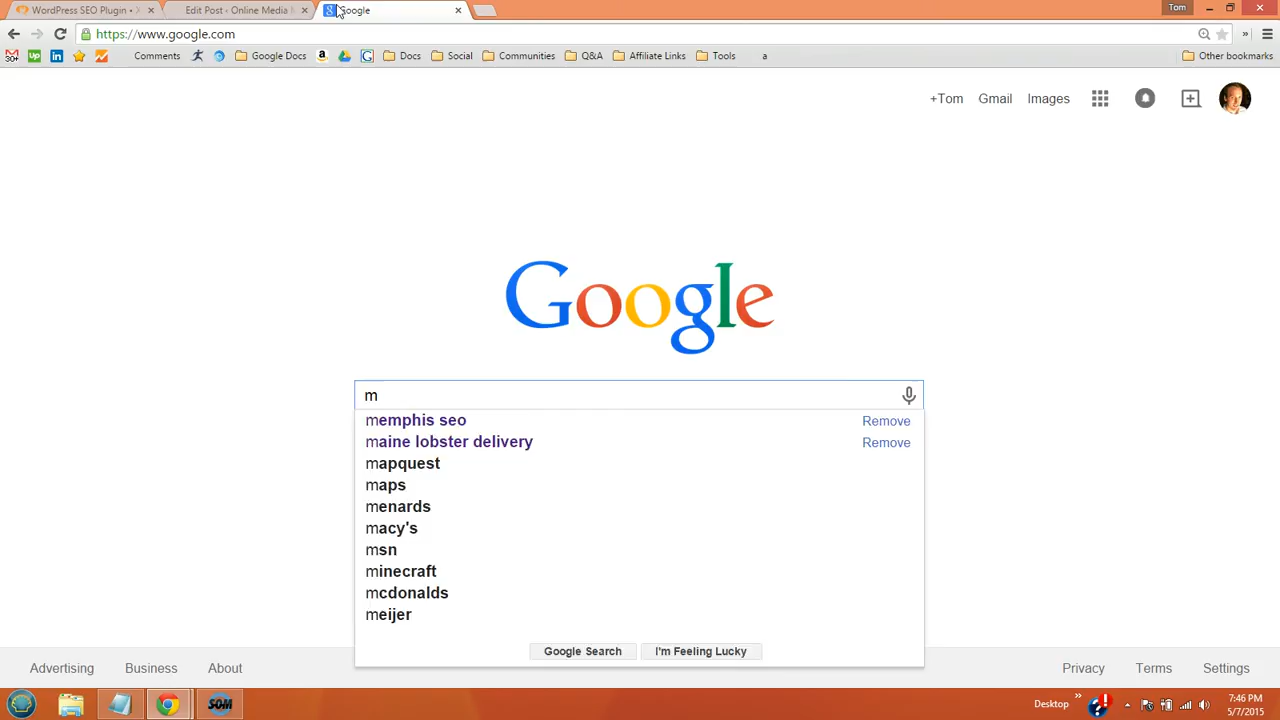 WordPress SEO Plugin •
Edit Post ‹ Online Media
Google
Tom
https://www.google.com
Comments
Google Docs
Docs
Social
Communities
Q&A
Affiliate Links
Tools
a
Other bookmarks
+Tom Gmail Images
Google
m
memphis seo Remove
maine lobster delivery Remove
mapquest
maps
menards
macy's
msn
minecraft
mcdonalds
meijer
Google Search I'm Feeling Lucky
Advertising Business About Privacy Terms Settings
SOM
Desktop
7:46 PM
5/7/2015